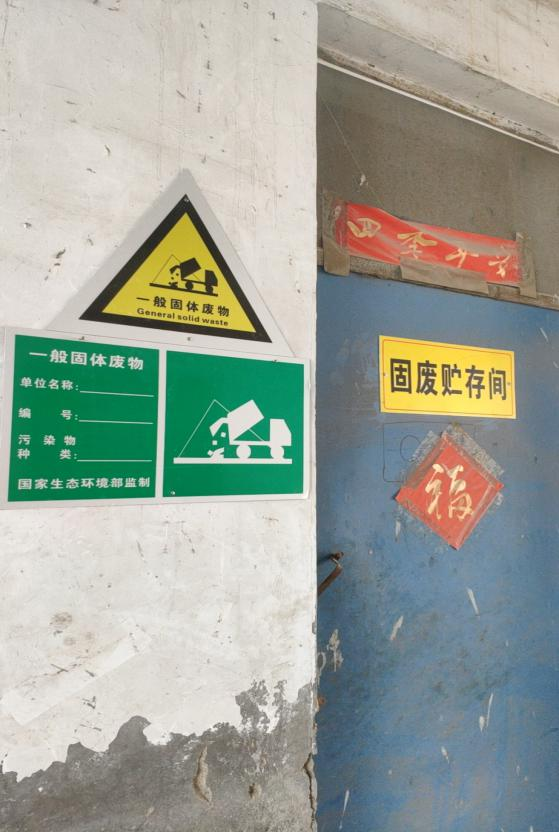 四季平安
一般固体废物
General solid waste
一般固体废物
单位名称:
编 号:
污 染 物
种 类:
国家生态环境部监制
固废贮存间
福